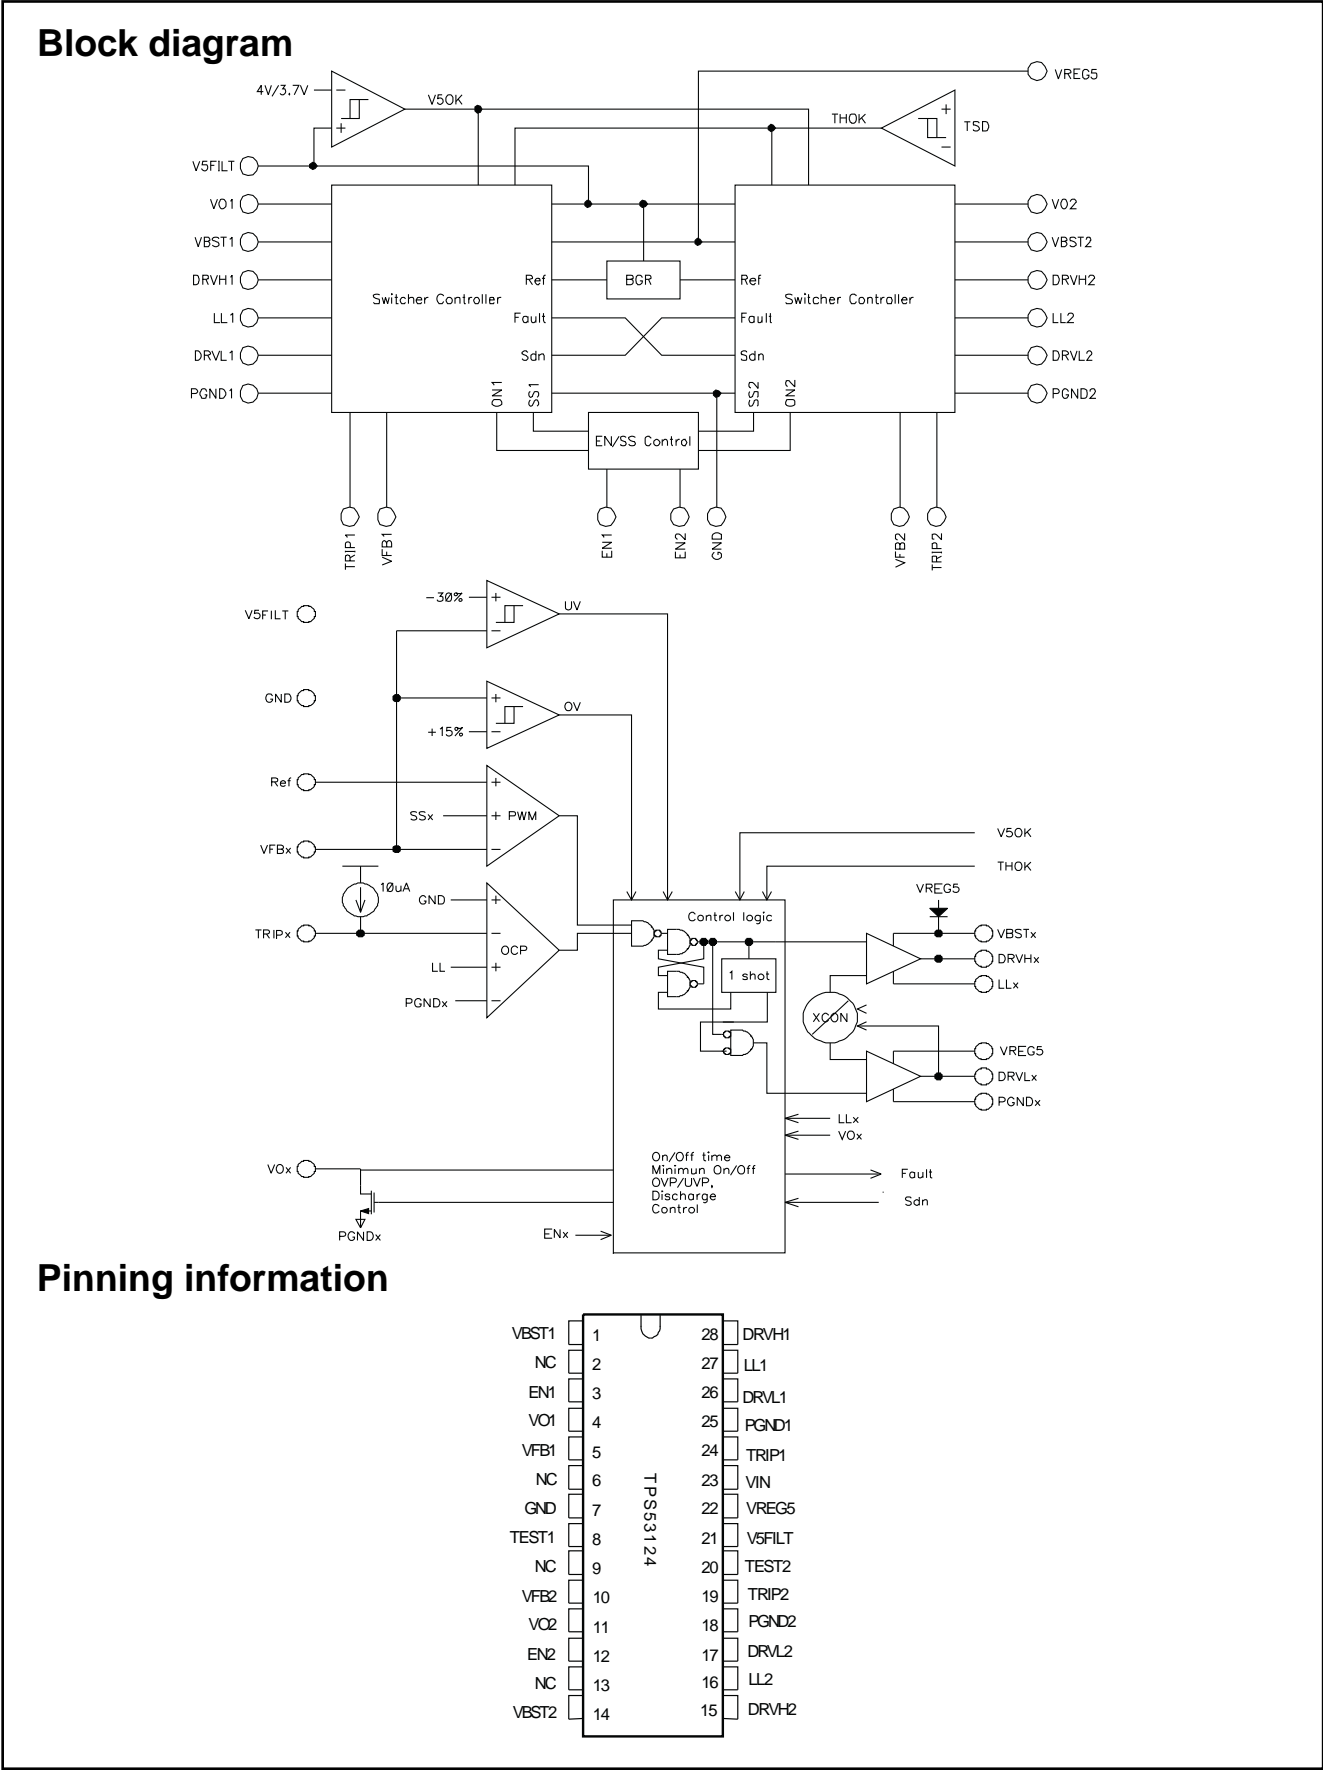 Block diagram
4V/3.7V
-
+
V5OK
THOK
+
-
TSD
VREG5
V5FILT
VO1
VBST1
DRVH1
LL1
DRVL1
PGND1
Switcher Controller
Ref
Fault
Sdn
ON1
SS1
BGR
Ref
Fault
Sdn
SS2
ON2
Switcher Controller
VO2
VBST2
DRVH2
LL2
DRVL2
PGND2
EN/SS Control
TRIP1
VFB1
EN1
EN2
GND
VFB2
TRIP2
V5FILT
-30%
+
-
UV
GND
+
+15%
-
OV
Ref
+
SSx
+ PWM
VFBx
-
10uA
GND
+
TRIPx
-
OCP
LL
+
PGNDx
-
V5OK
THOK
Control logic
1 shot
VREG5
VBSTx
DRVHx
LLx
XCON
VREG5
DRVLx
PGNDx
LLx
VOx
On/Off time
Minimun On/Off
OVP/UVP,
Discharge
Control
Fault
Sdn
VOx
PGNDx
ENx
Pinning information
VBST1 1 28 DRVH1
NC 2 27 LL1
EN1 3 26 DRVL1
VO1 4 25 PGND1
VFB1 5 24 TRIP1
NC 6 23 VIN
GND 7 22 VREG5
TEST1 8 21 V5FILT
NC 9 20 TEST2
VFB2 10 19 TRIP2
VO2 11 18 PGND2
EN2 12 17 DRVL2
NC 13 16 LL2
VBST2 14 15 DRVH2
TPS53124